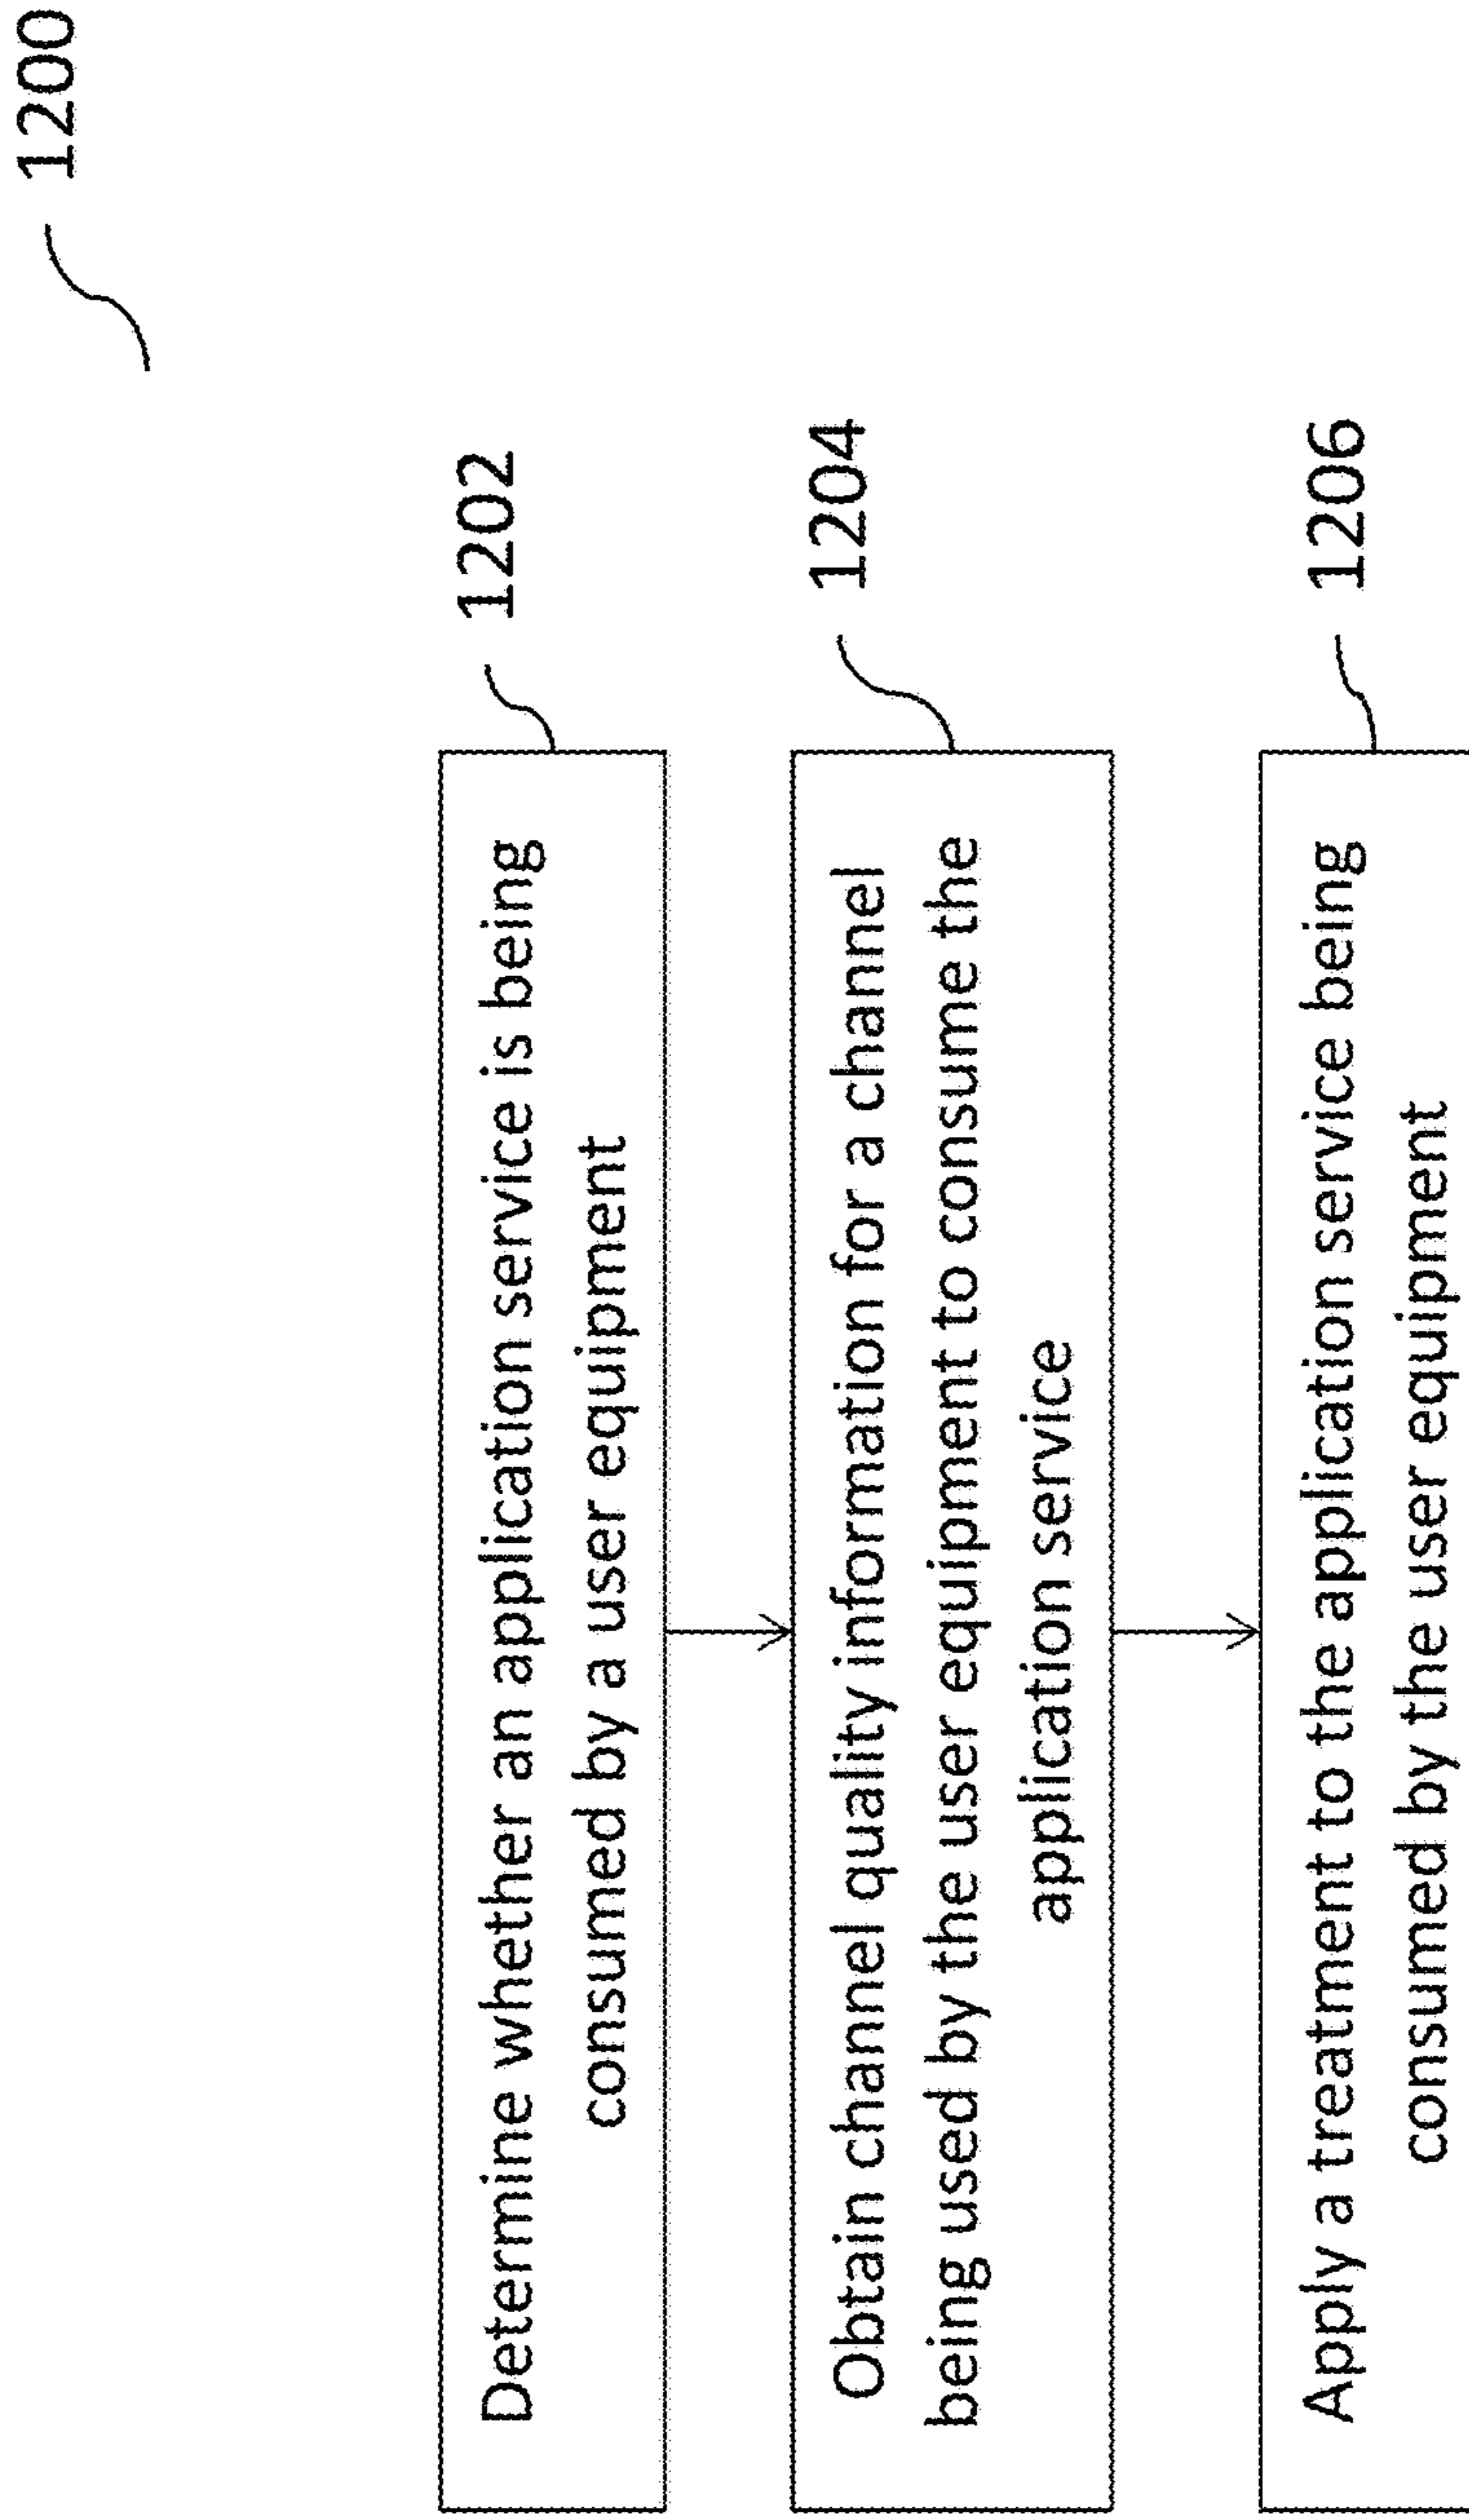 1200
1202
Determine whether an application service is being
consumed by a user equipment
1204
Obtain channel quality information for a channel
being used by the user equipment to consume the
application service
1206
Apply a treatment to the application service being
consumed by the user equipment